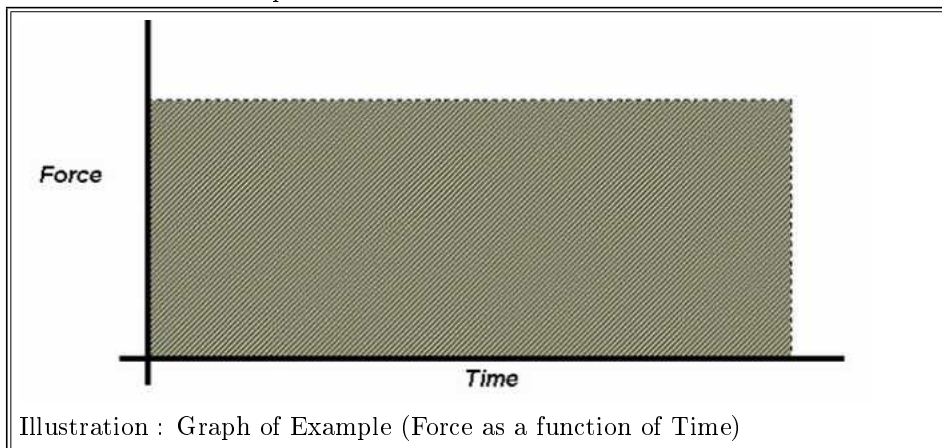 Force
Time
Illustration : Graph of Example (Force as a function of Time)